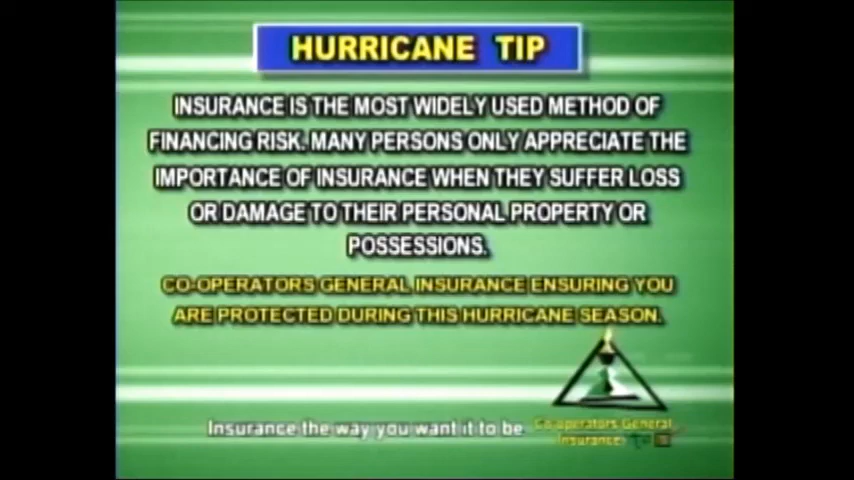 HURRICANE TIP
INSURANCE IS THE MOST WIDELY USED METHOD OF
FINANCING RISK. MANY PERSONS ONLY APPRECIATE THE
IMPORTANCE OF INSURANCE WHEN THEY SUFFER LOSS
OR DAMAGE TO THEIR PERSONAL PROPERTY OR
POSSESSIONS.
CO-OPERATORS GENERAL INSURANCE ENSURING YOU
ARE PROTECTED DURING THIS HURRICANE SEASON.
Insurance the way you want it to be
Co-operators General
Insurance